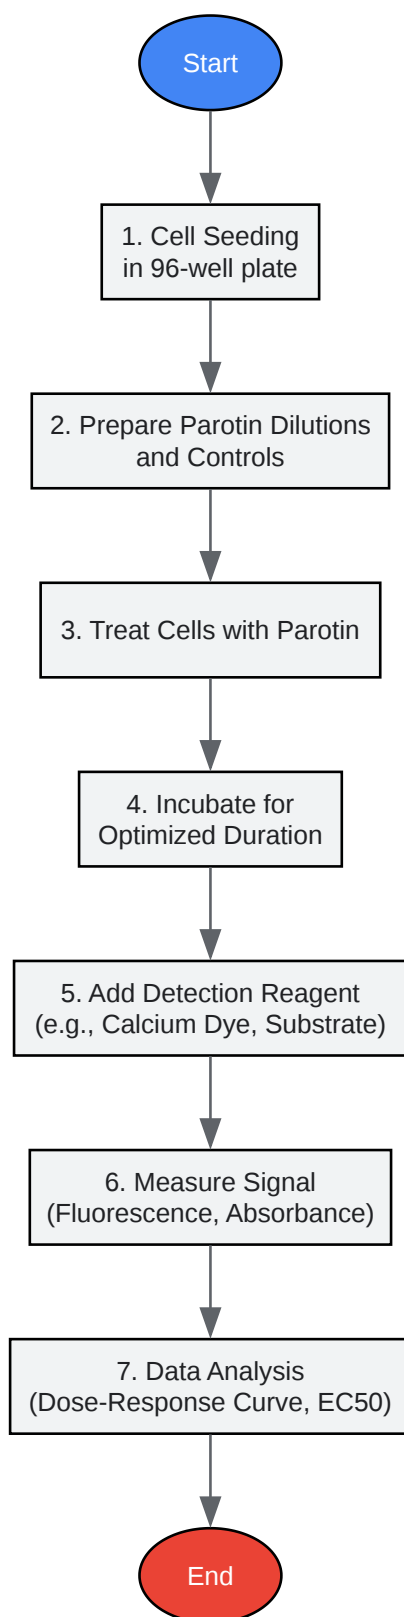 Start
1. Cell Seeding
in 96-well plate
2. Prepare Parotin Dilutions
and Controls
3. Treat Cells with Parotin
4. Incubate for
Optimized Duration
5. Add Detection Reagent
(e.g., Calcium Dye, Substrate)
6. Measure Signal
(Fluorescence, Absorbance)
7. Data Analysis
(Dose-Response Curve, EC50)
End